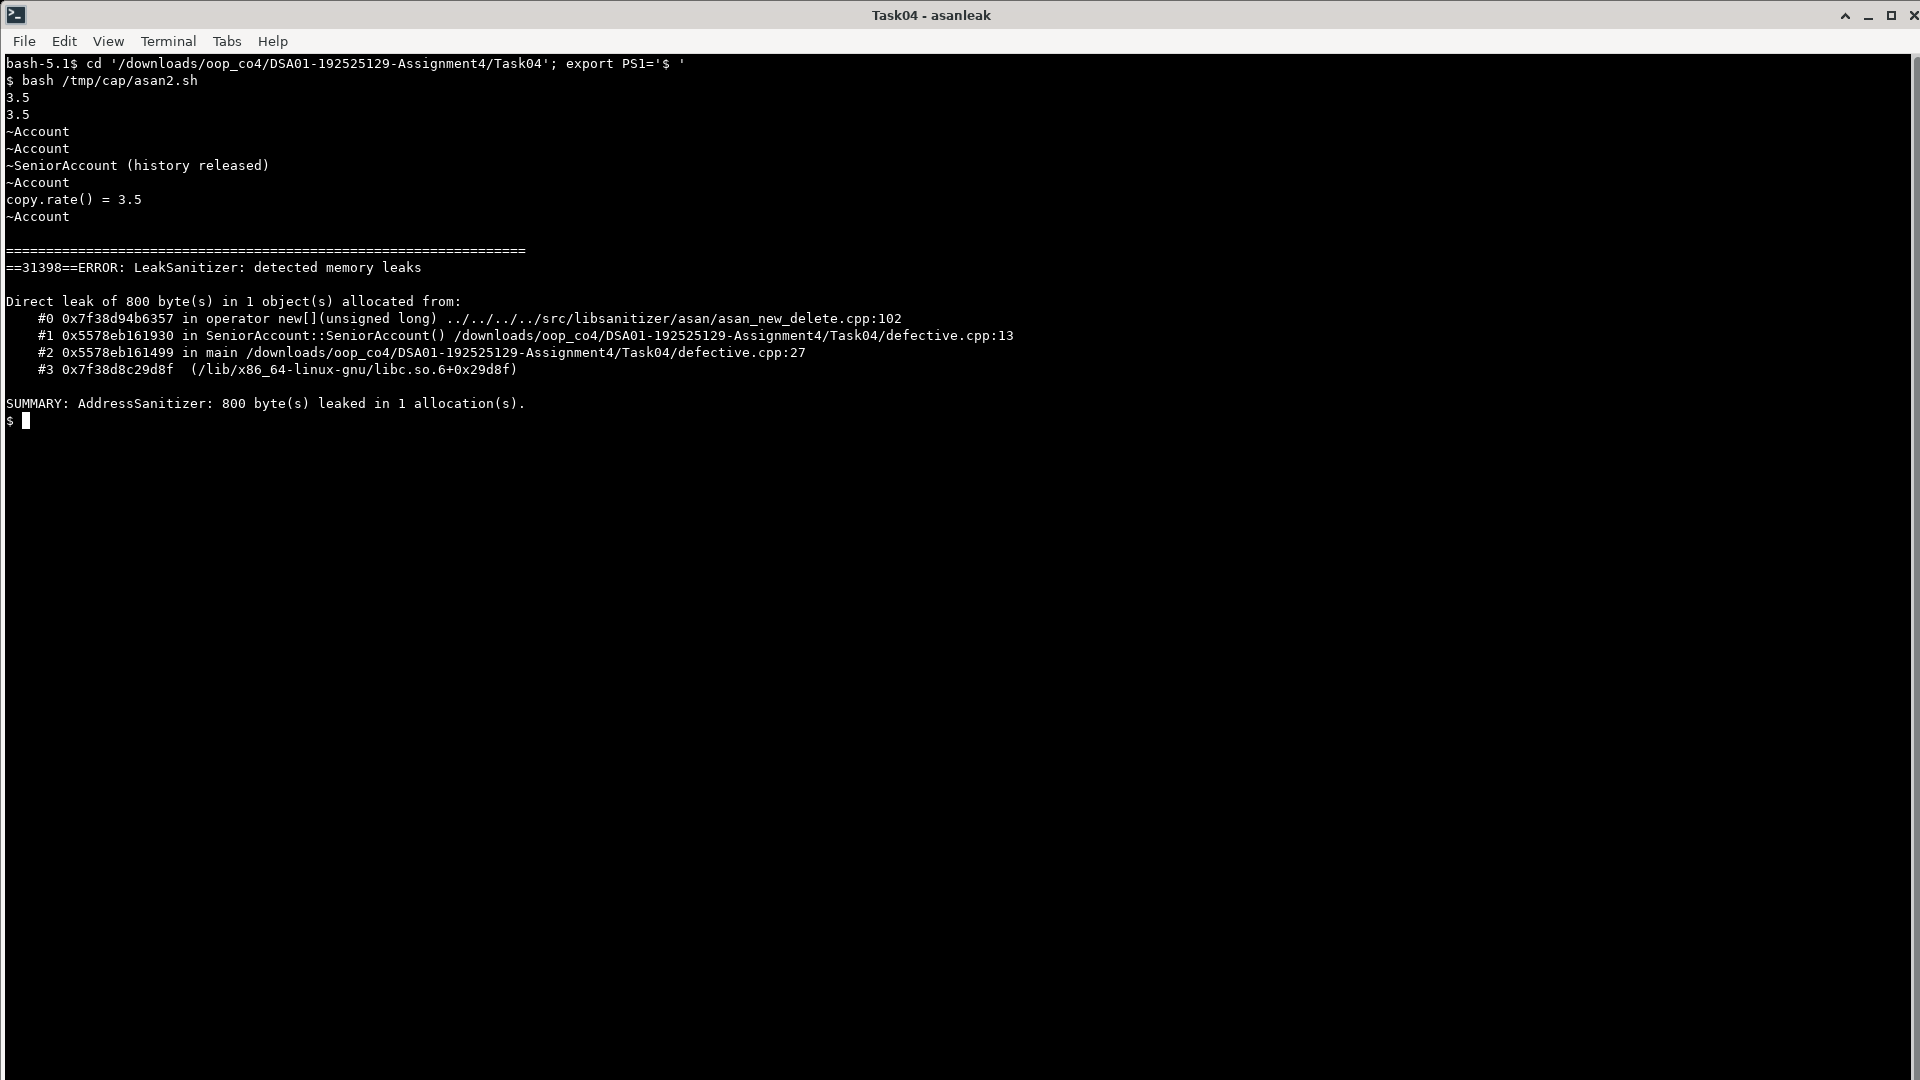 Task04 - asanleak
File Edit View Terminal Tabs Help
bash-5.1$ cd '/downloads/oop_co4/DSA01-192525129-Assignment4/Task04'; export PS1='$ '
$ bash /tmp/cap/asan2.sh
3.5
3.5
~Account
~Account
~SeniorAccount (history released)
~Account
copy.rate() = 3.5
~Account
=================================================================
==31398==ERROR: LeakSanitizer: detected memory leaks
Direct leak of 800 byte(s) in 1 object(s) allocated from:
    #0 0x7f38d94b6357 in operator new[](unsigned long) ../../../../src/libsanitizer/asan/asan_new_delete.cpp:102
    #1 0x5578eb161930 in SeniorAccount::SeniorAccount() /downloads/oop_co4/DSA01-192525129-Assignment4/Task04/defective.cpp:13
    #2 0x5578eb161499 in main /downloads/oop_co4/DSA01-192525129-Assignment4/Task04/defective.cpp:27
    #3 0x7f38d8c29d8f  (/lib/x86_64-linux-gnu/libc.so.6+0x29d8f)
SUMMARY: AddressSanitizer: 800 byte(s) leaked in 1 allocation(s).
$